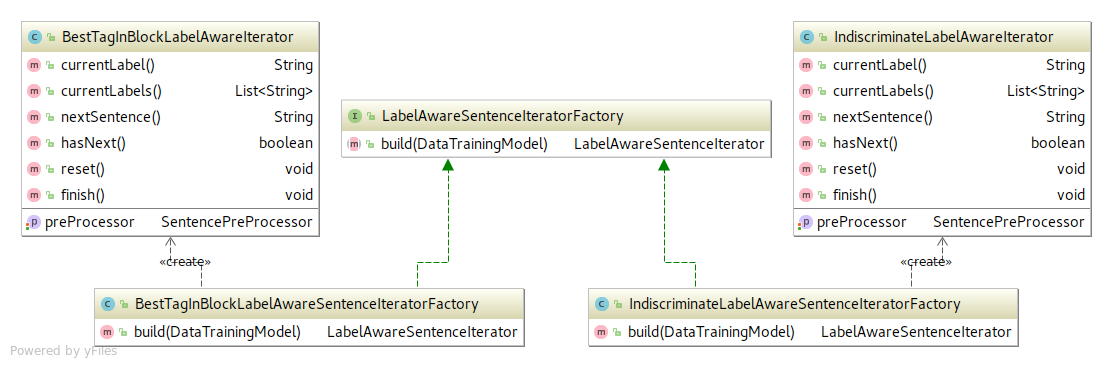 C BestTagInBlockLabelAwareIterator
m currentLabel() String
m currentLabels() List<String>
m nextSentence() String
m hasNext() boolean
m reset() void
m finish() void
p preProcessor SentencePreProcessor
I LabelAwareSentenceIteratorFactory
m build(DataTrainingModel) LabelAwareSentenceIterator
C IndiscriminateLabelAwareIterator
m currentLabel() String
m currentLabels() List<String>
m nextSentence() String
m hasNext() boolean
m reset() void
m finish() void
p preProcessor SentencePreProcessor
«create»
«create»
C BestTagInBlockLabelAwareSentenceIteratorFactory
m build(DataTrainingModel) LabelAwareSentenceIterator
C IndiscriminateLabelAwareSentenceIteratorFactory
m build(DataTrainingModel) LabelAwareSentenceIterator
Powered by yFiles